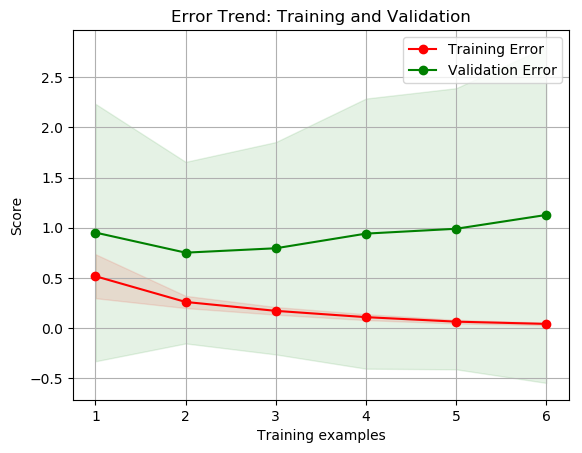 Error Trend: Training and Validation
Training Error
Validation Error
2.5
2.0
1.5
1.0
0.5
0.0
−0.5
Score
1 2 3 4 5 6
Training examples